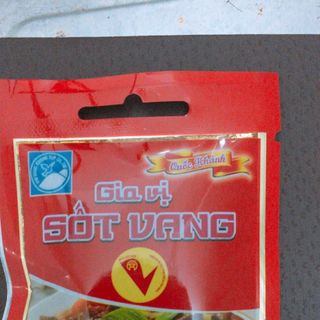 Quốc Khánh
Gia vị
SỐT VANG